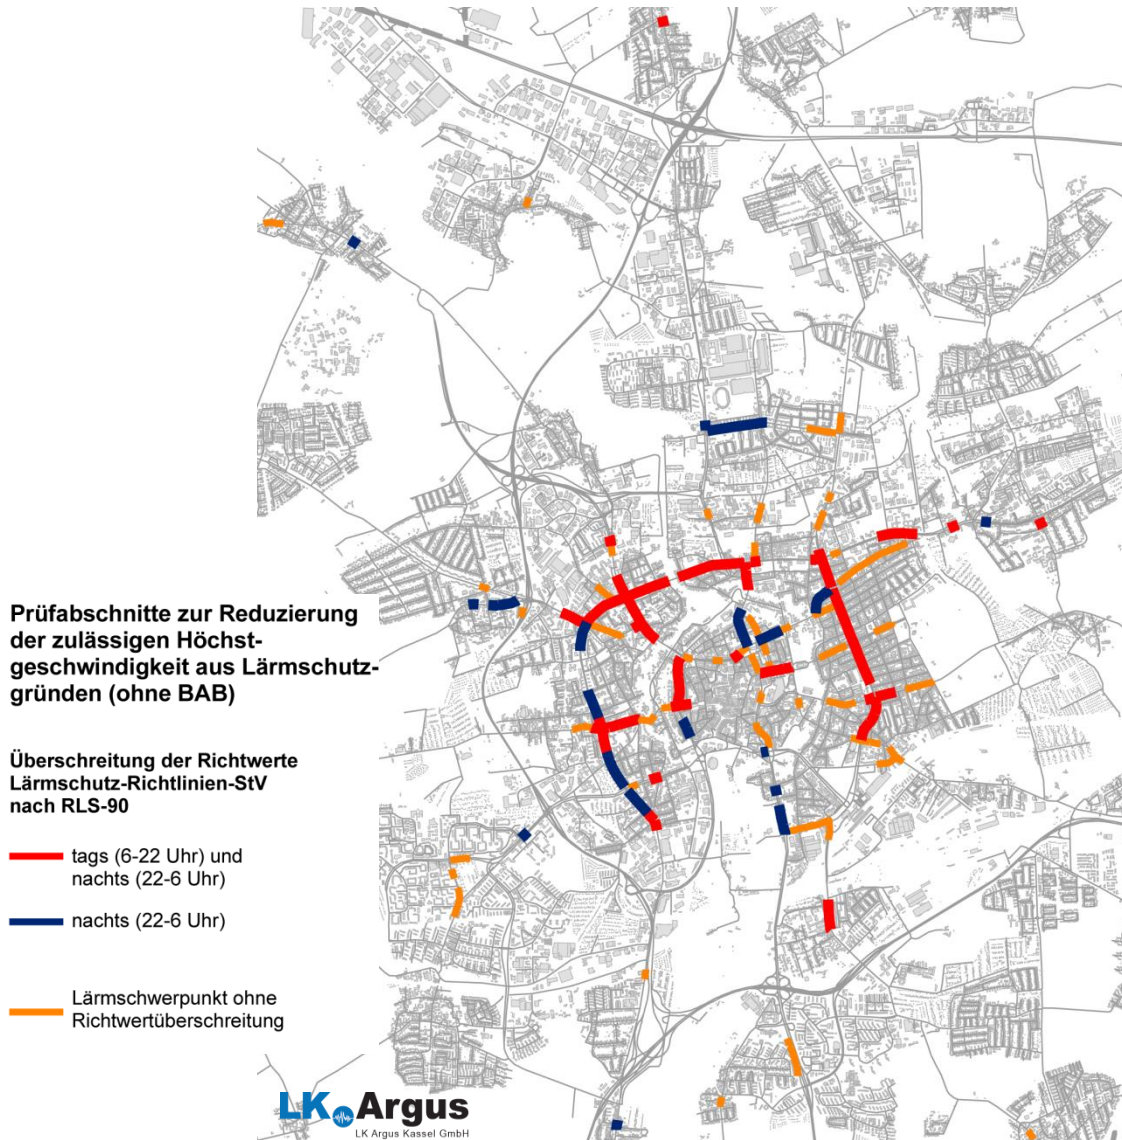 Prüfabschnitte zur Reduzierung
der zulässigen Höchst-
geschwindigkeit aus Lärmschutz-
gründen (ohne BAB)
Überschreitung der Richtwerte
Lärmschutz-Richtlinien-StV
nach RLS-90
tags (6-22 Uhr) und
nachts (22-6 Uhr)
nachts (22-6 Uhr)
Lärmschwerpunkt ohne
Richtwertüberschreitung
LK Argus
LK Argus Kassel GmbH